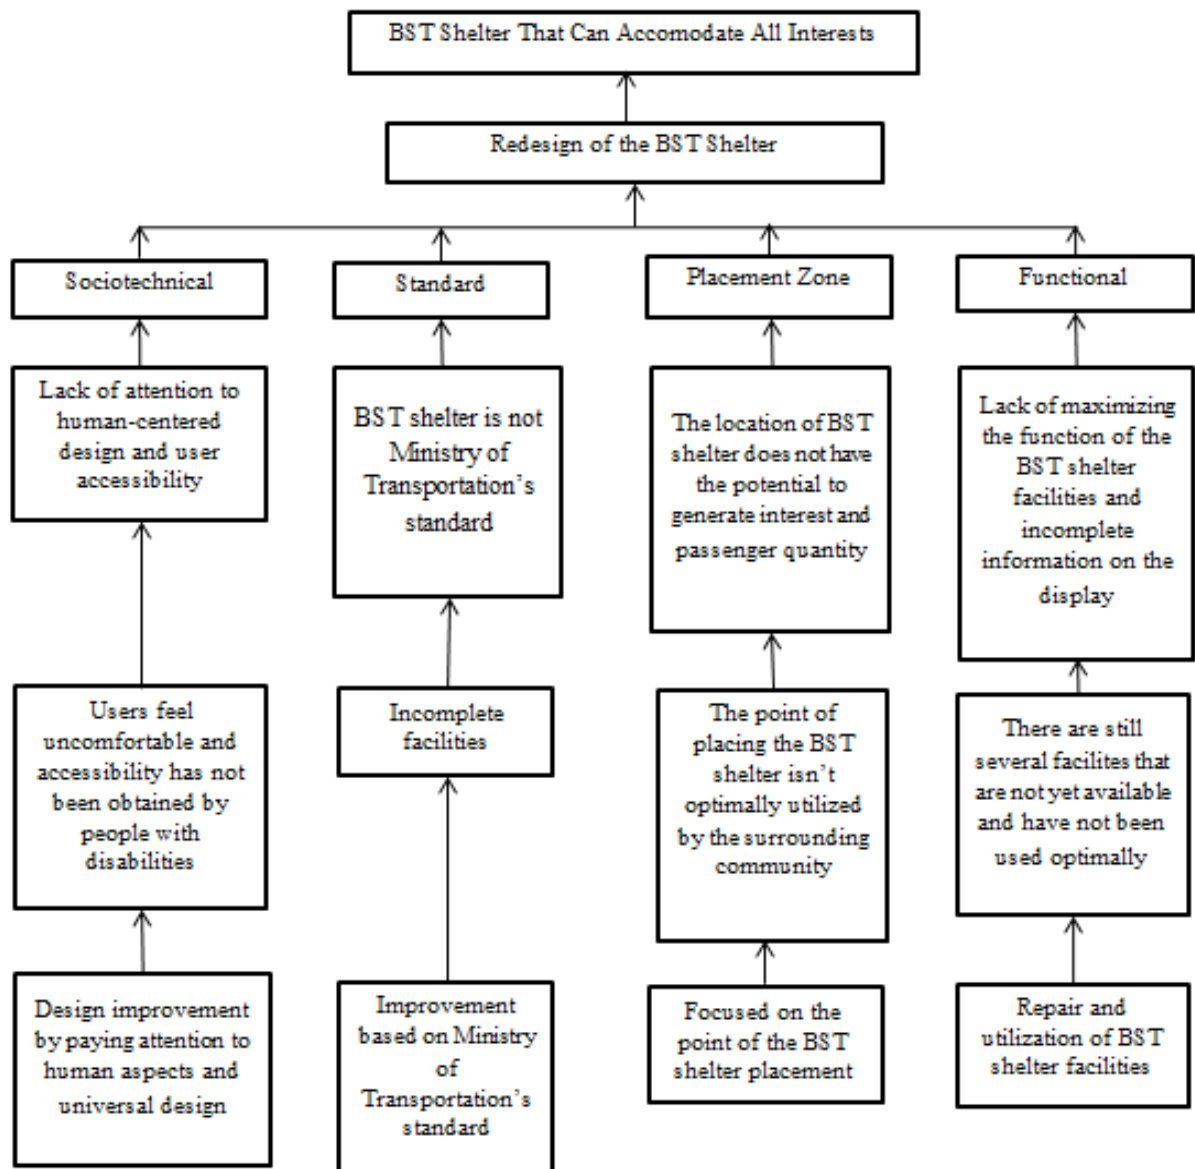 BST Shelter That Can Accomodate All Interests
Redesign of the BST Shelter
Sociotechnical
Standard
Placement Zone
Functional
Lack of attention to
human-centered
design and user
accessibility
BST shelter is not
Ministry of
Transportation's
standard
The location of BST
shelter does not have
the potential to
generate interest and
passenger quantity
Lack of maximizing
the function of the
BST shelter
facilities and
incomplete
information on the
display
Users feel
uncomfortable and
accessibility has not
been obtained by
people with
disabilities
Incomplete
facilities
The point of
placing the BST
shelter isn't
optimally utilized
by the surrounding
community
There are still
several facilites that
are not yet available
and have not been
used optimally
Design improvement
by paying attention to
human aspects and
universal design
Improvement
based on Ministry
of
Transportation's
standard
Focused on the
point of the BST
shelter placement
Repair and
utilization of BST
shelter facilities